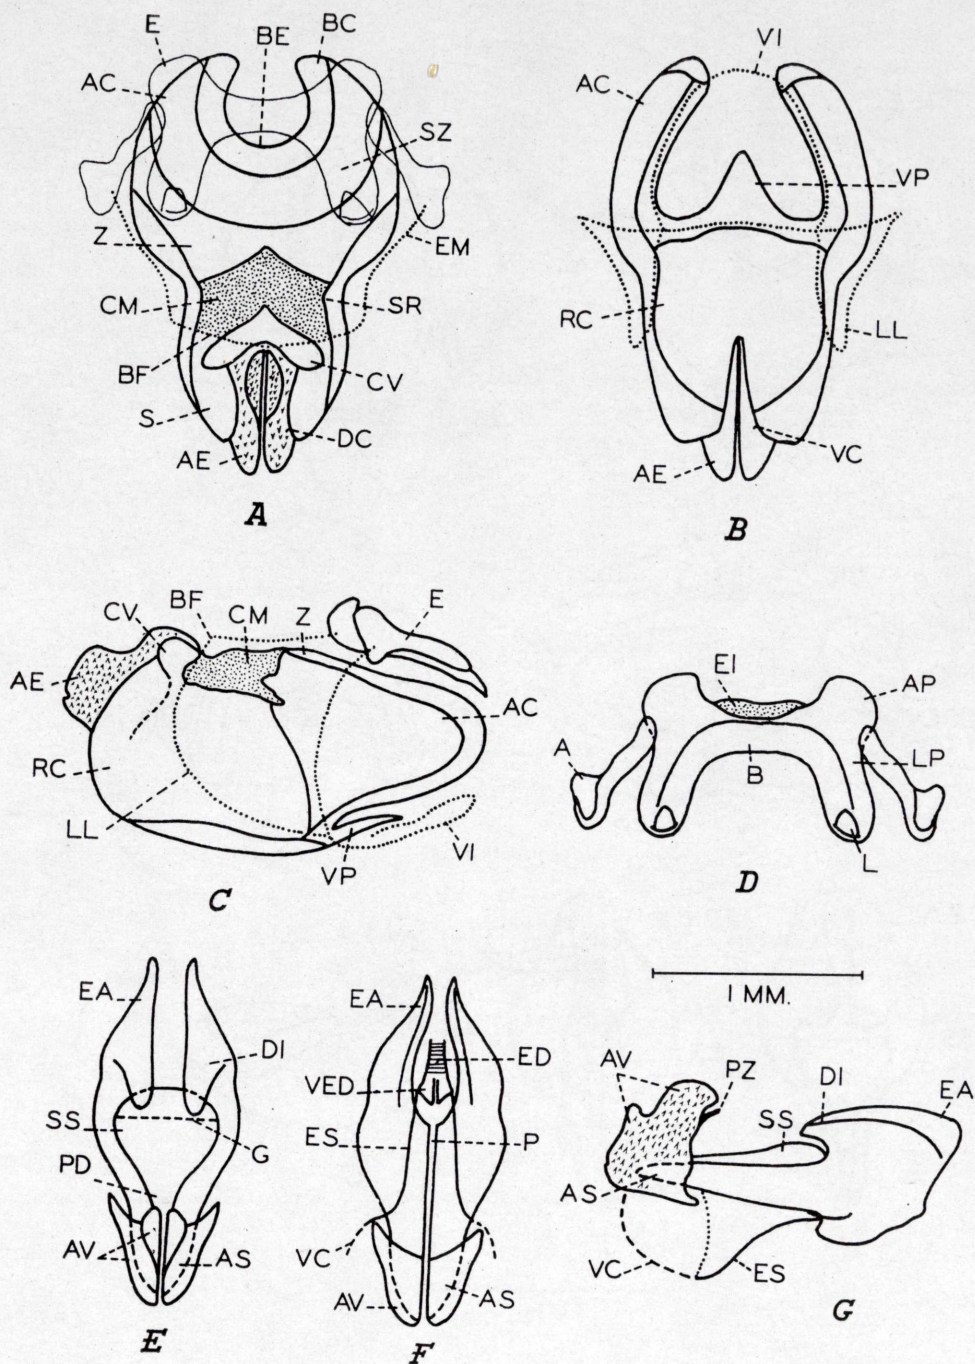 E BE BC
AC
SZ
Z EM
CM SR
BF CV
S DC
AE
A
VI
AC
VP
RC LL
AE VC
B
CV BF CM Z E
AE
AC
RC
LL VP VI
C
EI AP
A B LP
L
D
EA
DI
SS
G
PD
AV AS
E
EA
ED
VED
ES P
VC
AV AS
F
1 MM.
AV PZ DI EA
SS
AS
VC ES
G